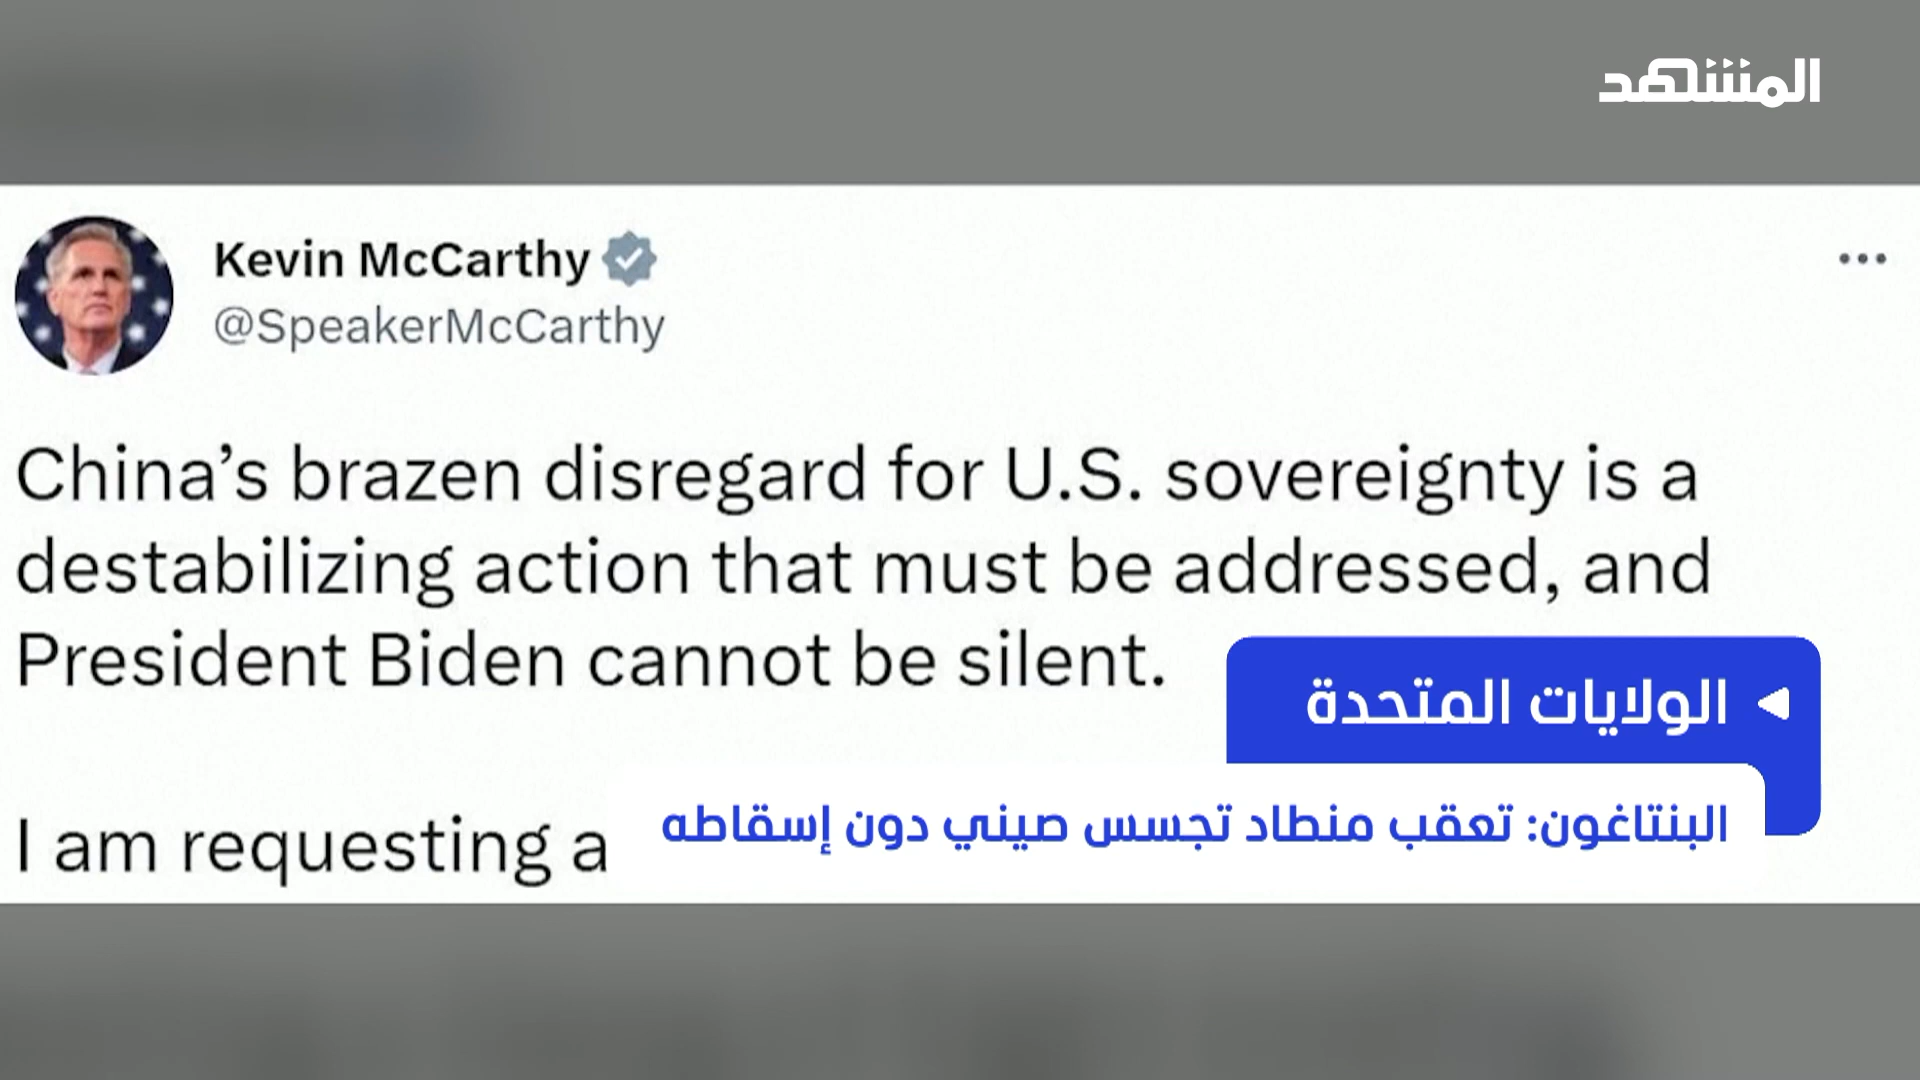 المشهد
Kevin McCarthy
@SpeakerMcCarthy
China’s brazen disregard for U.S. sovereignty is a
destabilizing action that must be addressed, and
President Biden cannot be silent.
I am requesting a
الولايات المتحدة
البنتاغون: تعقب منطاد تجسس صيني دون إسقاطه